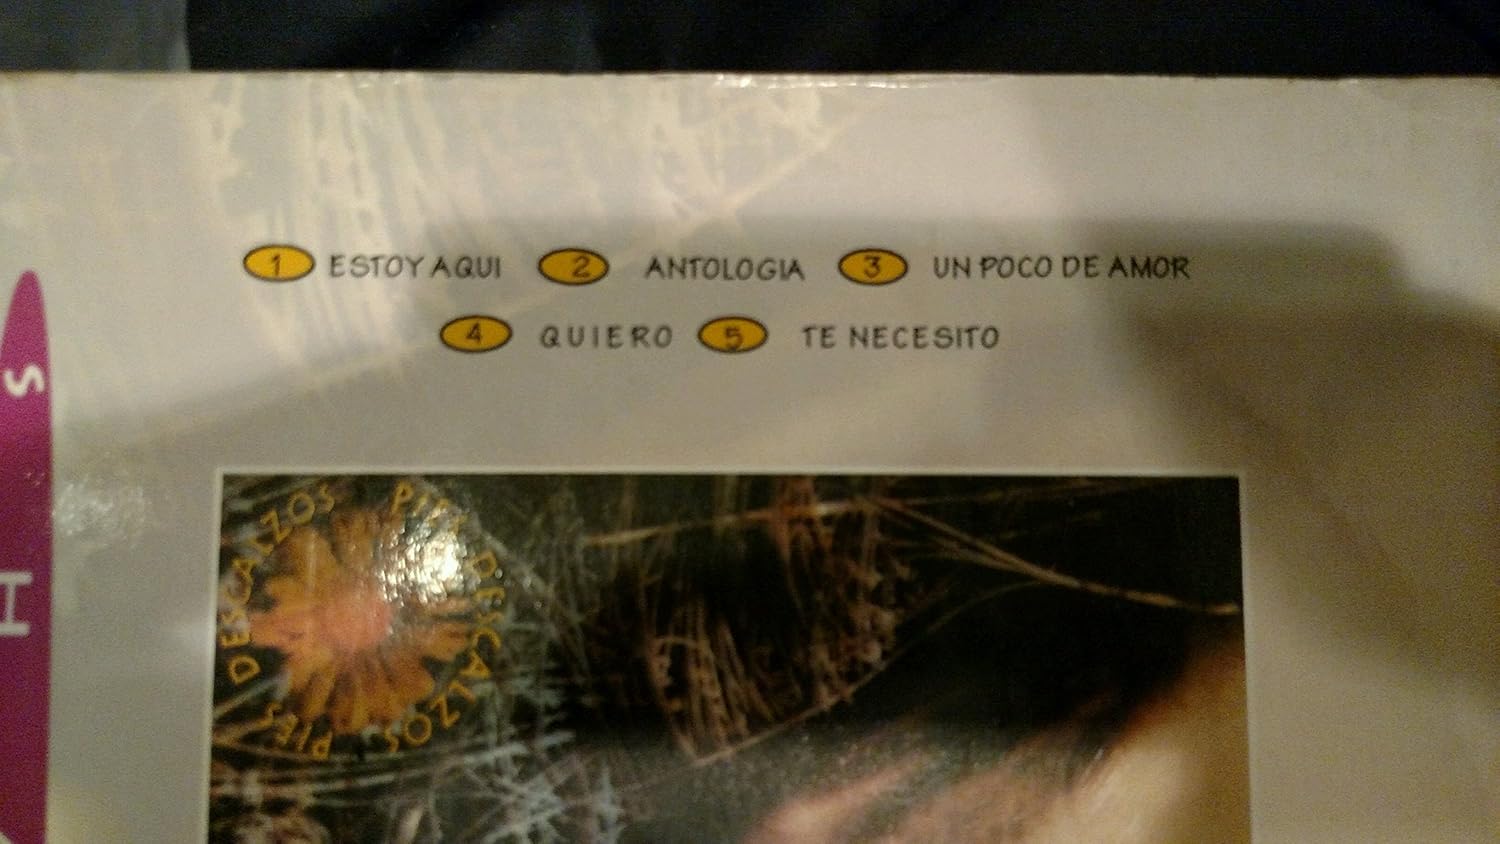 1 ESTOY AQUI 2 ANTOLOGIA 3 UN POCO DE AMOR
4 QUIERO 5 TE NECESITO
S
H
PIES DESCALZOS PIES DESCALZOS